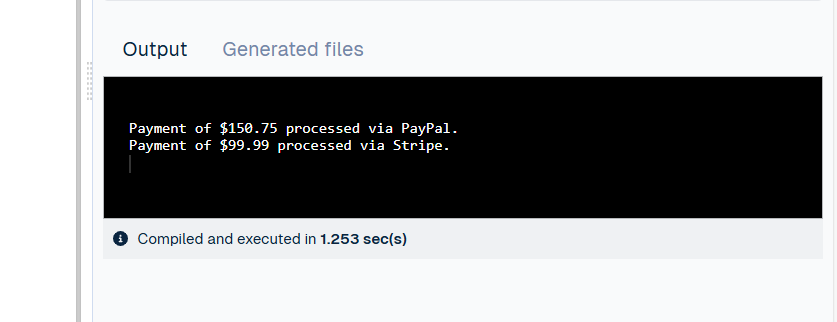 Output Generated files
Payment of $150.75 processed via PayPal.
Payment of $99.99 processed via Stripe.
Compiled and executed in 1.253 sec(s)